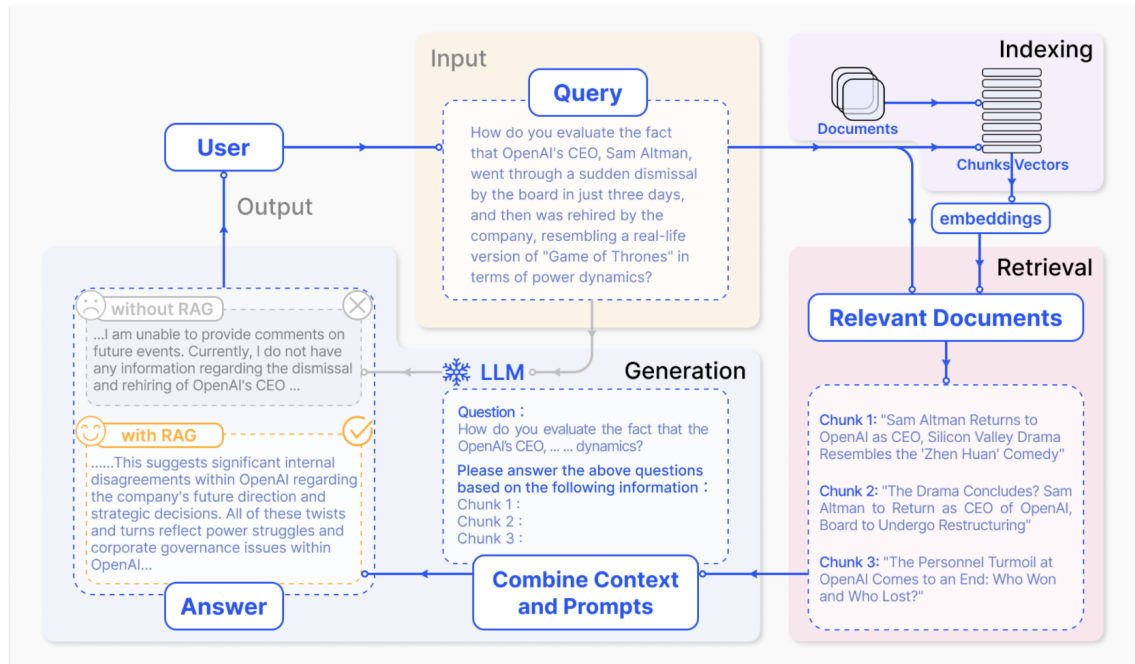 Input
Query
How do you evaluate the fact
that OpenAI's CEO, Sam Altman,
went through a sudden dismissal
by the board in just three days,
and then was rehired by the
company, resembling a real-life
version of "Game of Thrones" in
terms of power dynamics?
Indexing
Documents
Chunks Vectors
embeddings
User
Output
Retrieval
Relevant Documents
Chunk 1: "Sam Altman Returns to
OpenAI as CEO, Silicon Valley Drama
Resembles the 'Zhen Huan' Comedy"
Chunk 2: "The Drama Concludes? Sam
Altman to Return as CEO of OpenAI,
Board to Undergo Restructuring"
Chunk 3: "The Personnel Turmoil at
OpenAI Comes to an End: Who Won
and Who Lost?"
Generation
LLM
Question :
How do you evaluate the fact that the
OpenAI's CEO, ... ... dynamics?
Please answer the above questions
based on the following information :
Chunk 1 :
Chunk 2 :
Chunk 3 :
Combine Context
and Prompts
without RAG
...I am unable to provide comments on
future events. Currently, I do not have
any information regarding the dismissal
and rehiring of OpenAI's CEO ...
with RAG
......This suggests significant internal
disagreements within OpenAI regarding
the company's future direction and
strategic decisions. All of these twists
and turns reflect power struggles and
corporate governance issues within
OpenAI...
Answer